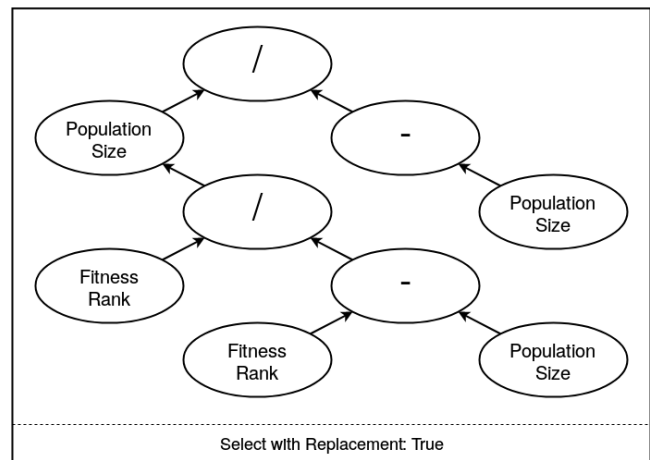 /
Population
Size
-
Population
Size
/
Fitness
Rank
-
Fitness
Rank
Population
Size
Select with Replacement: True